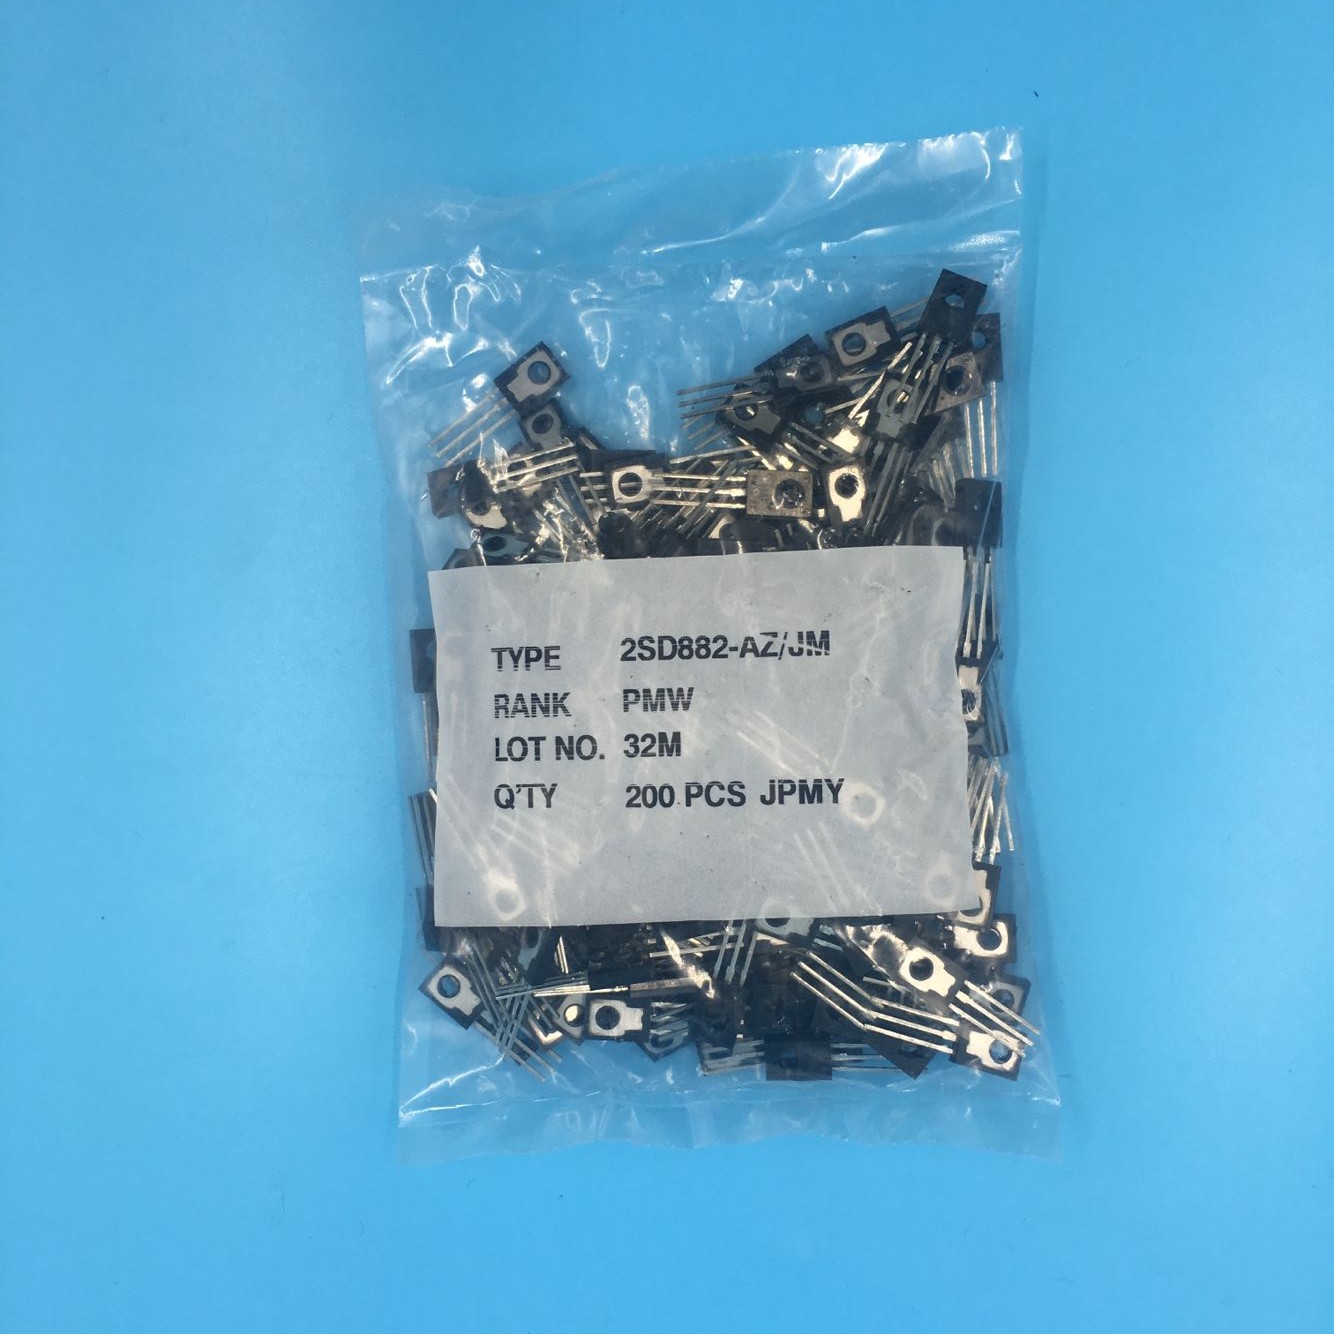 TYPE 2SD882-AZ/JM
RANK PMW
LOT NO. 32M
Q'TY 200 PCS JPMY